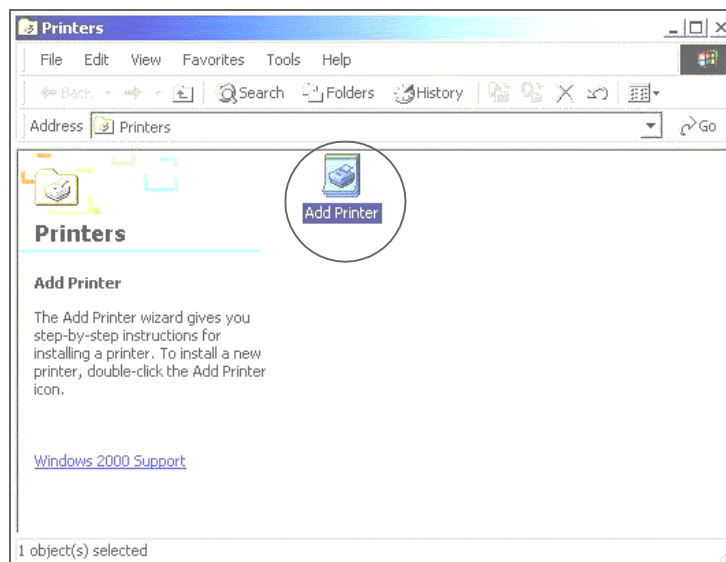 Printers
File Edit View Favorites Tools Help
Back Search Folders History
Address Printers Go
Add Printer
Printers
Add Printer
The Add Printer wizard gives you
step-by-step instructions for
installing a printer. To install a new
printer, double-click the Add Printer
icon.
Windows 2000 Support
1 object(s) selected